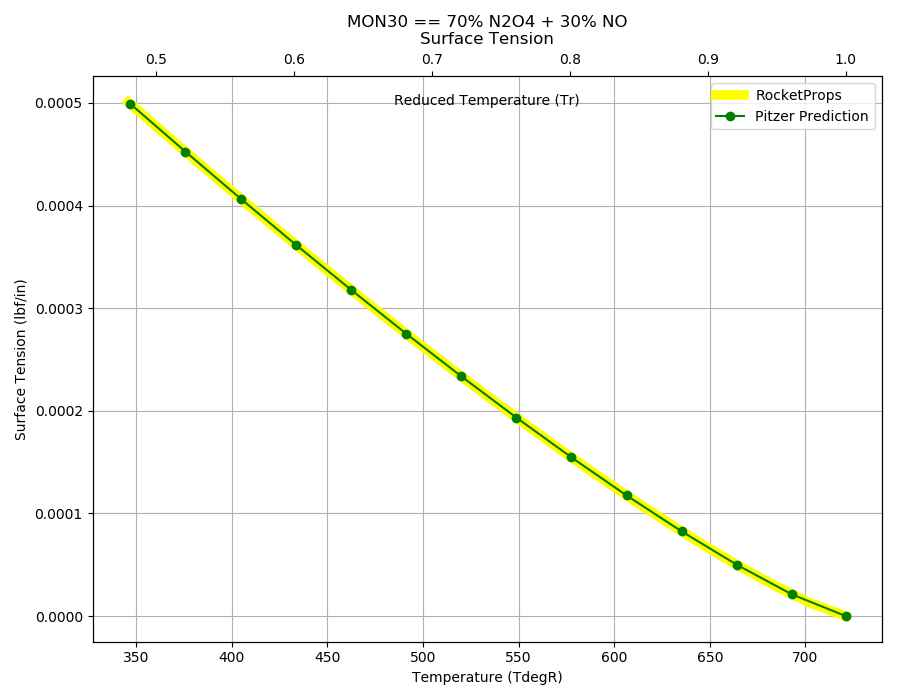 MON30 == 70% N2O4 + 30% NO
Surface Tension
0.5 0.6 0.7 0.8 0.9 1.0
Reduced Temperature (Tr)
RocketProps
Pitzer Prediction
0.0005
0.0004
0.0003
0.0002
0.0001
0.0000
Surface Tension (lbf/in)
350 400 450 500 550 600 650 700
Temperature (TdegR)